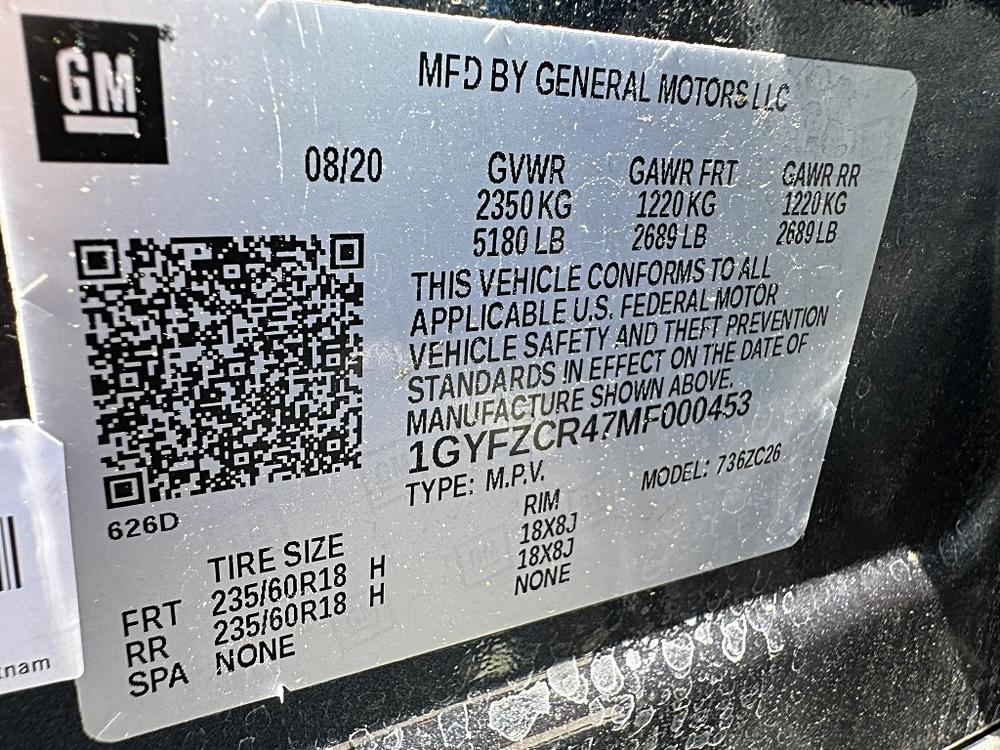 GM
MFD BY GENERAL MOTORS LLC
08/20
GVWR GAWR FRT GAWR RR
2350 KG 1220 KG 1220 KG
5180 LB 2689 LB 2689 LB
THIS VEHICLE CONFORMS TO ALL
APPLICABLE U.S. FEDERAL MOTOR
VEHICLE SAFETY AND THEFT PREVENTION
STANDARDS IN EFFECT ON THE DATE OF
MANUFACTURE SHOWN ABOVE.
1GYFZCR47MF000453
TYPE: M.P.V. MODEL: 736ZC26
626D
TIRE SIZE RIM
FRT 235/60R18 H 18X8J
RR 235/60R18 H 18X8J
SPA NONE NONE
tnam